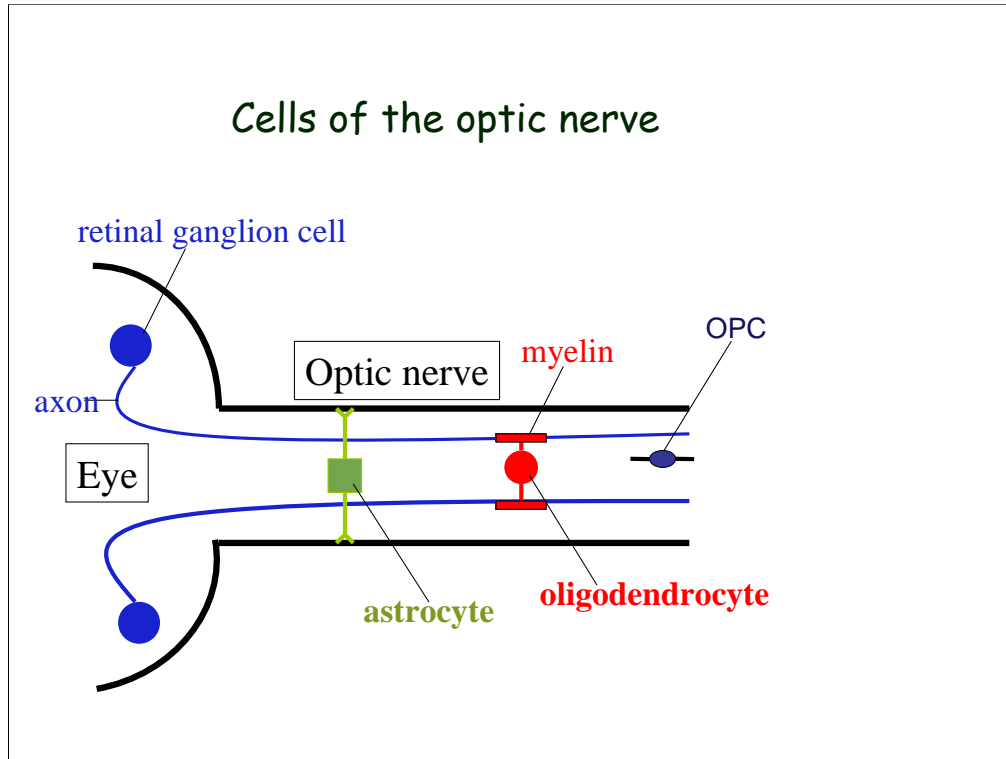 Cells of the optic nerve
retinal ganglion cell
OPC
myelin
Optic nerve
axon
Eye
oligodendrocyte
astrocyte